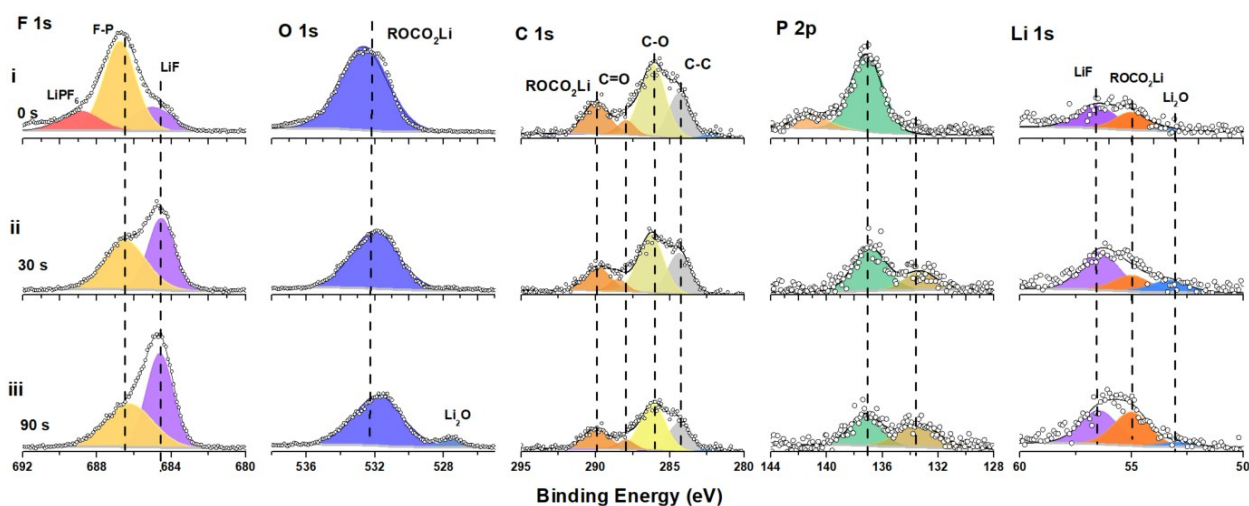 F 1s
O 1s
C 1s
P 2p
Li 1s
F-P
LiF
LiPF₆
ROCO₂Li
ROCO₂Li
C=O
C-O
C-C
LiF
ROCO₂Li
Li₂O
i
0 s
ii
30 s
iii
90 s
Li₂O
692 688 684 680
536 532 528
295 290 285 280
144 140 136 132 128
60 55 50
Binding Energy (eV)